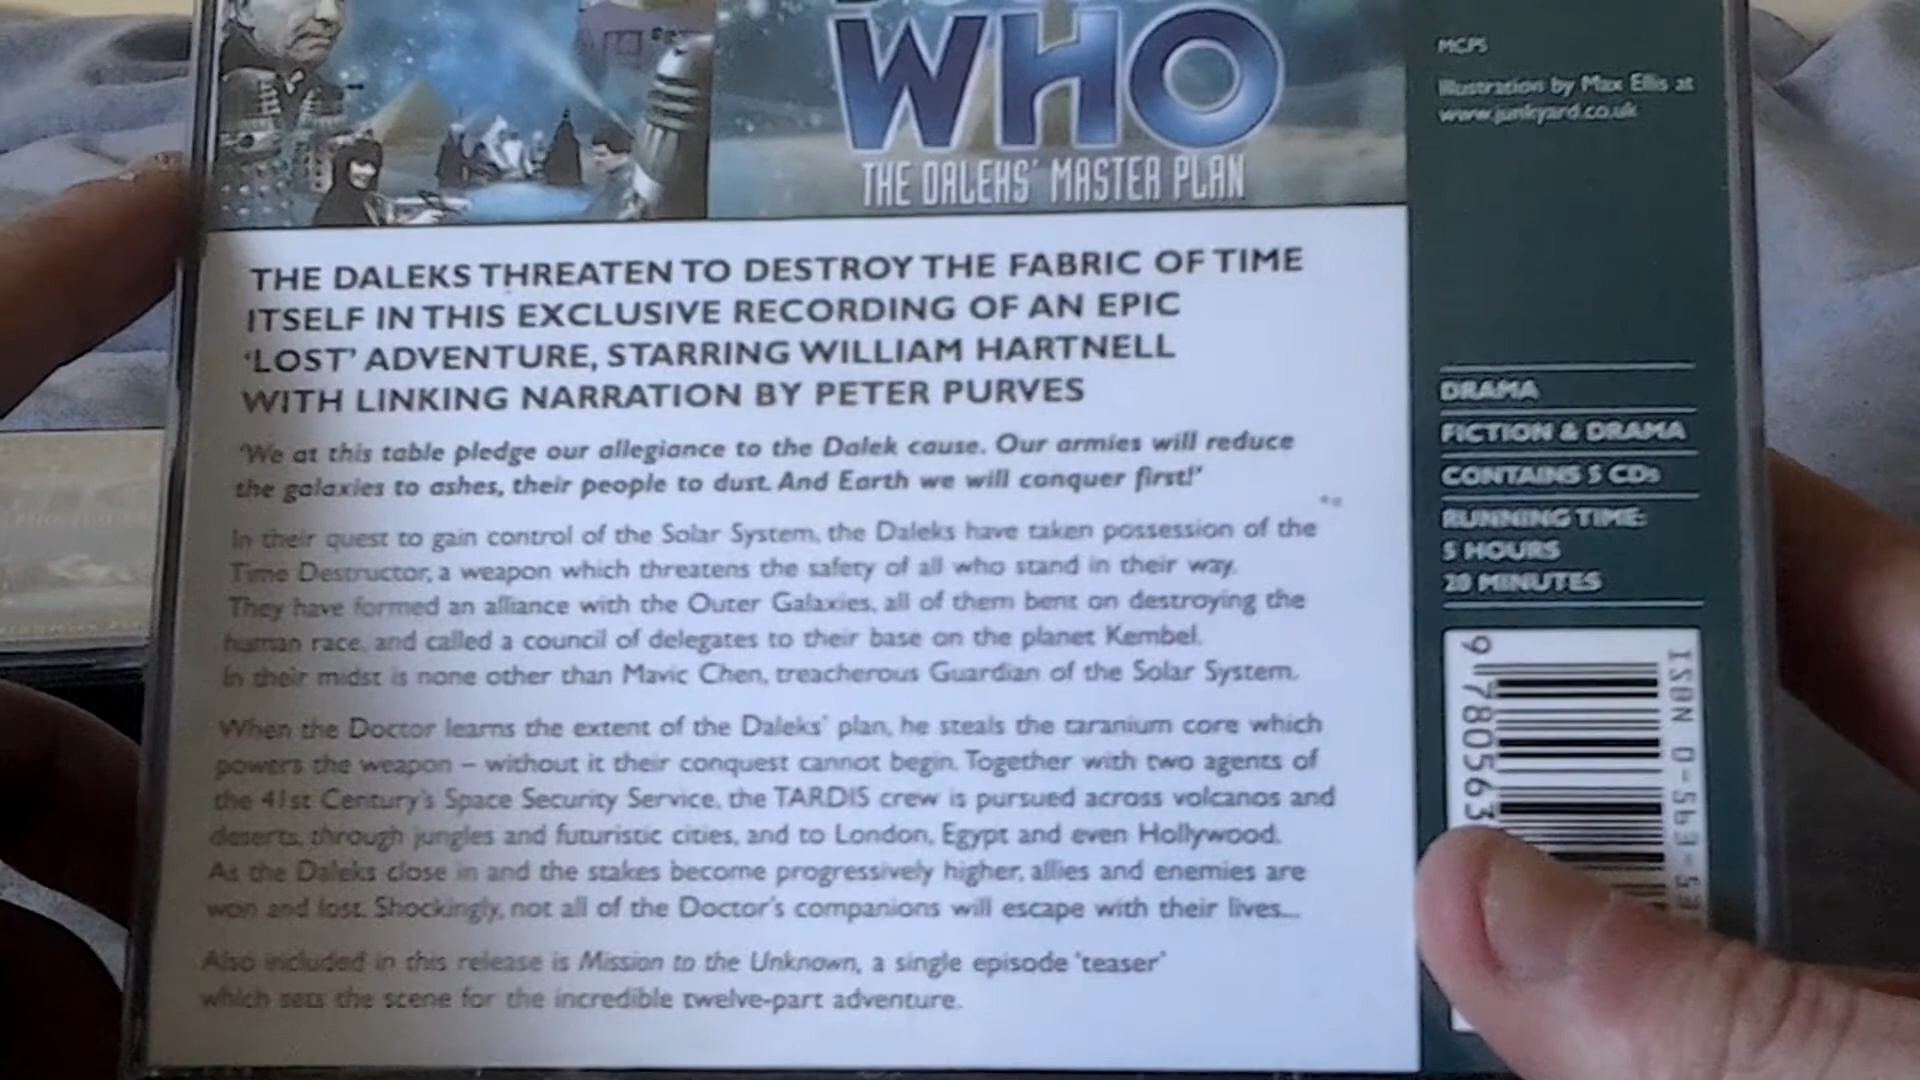 WHO
THE DALEKS' MASTER PLAN
THE DALEKS THREATEN TO DESTROY THE FABRIC OF TIME
ITSELF IN THIS EXCLUSIVE RECORDING OF AN EPIC
'LOST' ADVENTURE, STARRING WILLIAM HARTNELL
WITH LINKING NARRATION BY PETER PURVES
'We at this table pledge our allegiance to the Dalek cause. Our armies will reduce
the galaxies to ashes, their people to dust. And Earth we will conquer first!'
In their quest to gain control of the Solar System, the Daleks have taken possession of the
Time Destructor, a weapon which threatens the safety of all who stand in their way.
They have formed an alliance with the Outer Galaxies, all of them bent on destroying the
human race, and called a council of delegates to their base on the planet Kembel.
In their midst is none other than Mavic Chen, treacherous Guardian of the Solar System.
When the Doctor learns the extent of the Daleks' plan, he steals the taranium core which
powers the weapon – without it their conquest cannot begin. Together with two agents of
the 41st Century's Space Security Service, the TARDIS crew is pursued across volcanos and
deserts, through jungles and futuristic cities, and to London, Egypt and even Hollywood.
As the Daleks close in and the stakes become progressively higher, allies and enemies are
won and lost. Shockingly, not all of the Doctor's companions will escape with their lives...
Also included in this release is Mission to the Unknown, a single episode 'teaser'
which sets the scene for the incredible twelve-part adventure.
MCPS
Illustration by Max Ellis at
www.junkyard.co.uk
DRAMA
FICTION & DRAMA
CONTAINS 5 CDs
RUNNING TIME:
5 HOURS
20 MINUTES
ISBN 0-563-53
9 780563